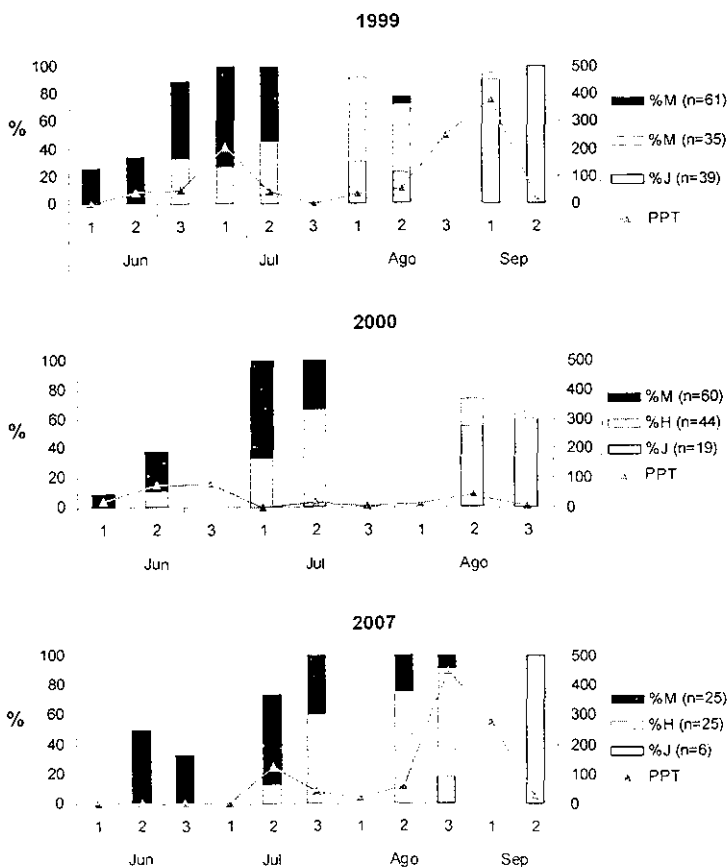 1999
100
80
60
40
20
0
%
500
400
300
200
100
0
%M (n=61)
%M (n=35)
%J (n=39)
PPT
1 2 3 1 2 3 1 2 3 1 2
Jun Jul Ago Sep
2000
100
80
60
40
20
0
%
500
400
300
200
100
0
%M (n=60)
%H (n=44)
%J (n=19)
PPT
1 2 3 1 2 3 1 2 3
Jun Jul Ago
2007
100
80
60
40
20
0
%
500
400
300
200
100
0
%M (n=25)
%H (n=25)
%J (n=6)
PPT
1 2 3 1 2 3 1 2 3 1 2
Jun Jul Ago Sep